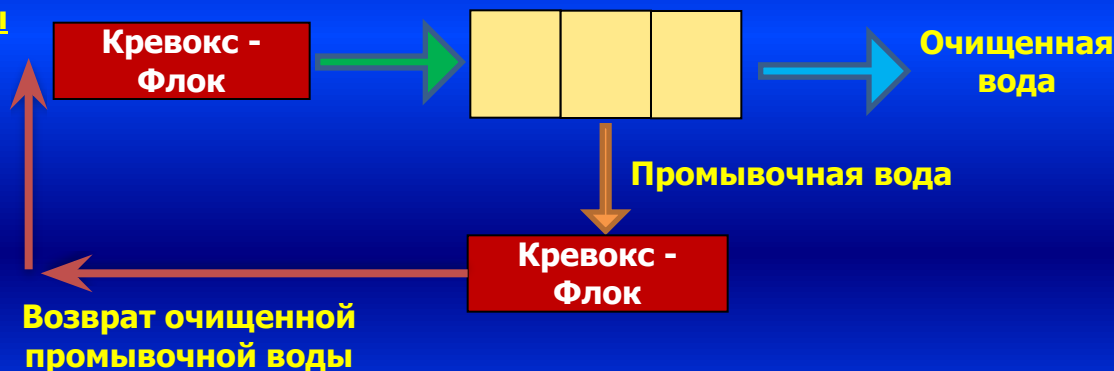 Кревокс -
Флок
Очищенная
вода
Промывочная вода
Кревокс -
Флок
Возврат очищенной
промывочной воды